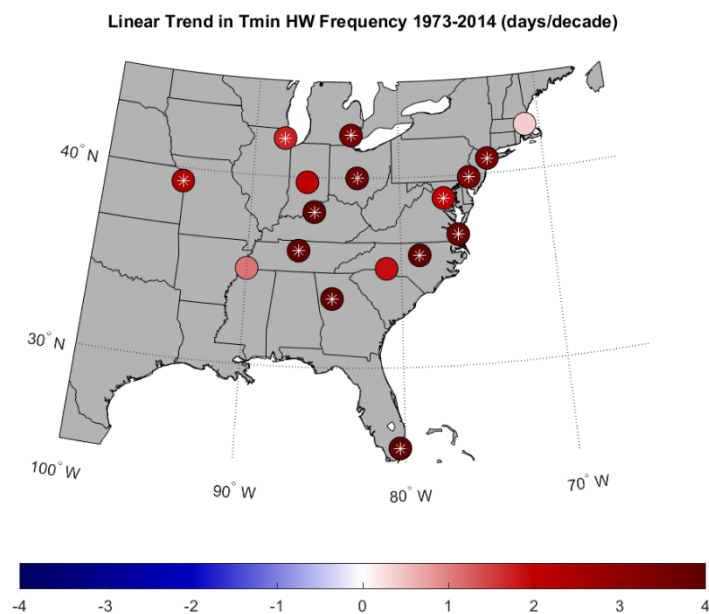 Linear Trend in Tmin HW Frequency 1973-2014 (days/decade)
40° N
30° N
100° W
90° W
80° W
70° W
-4 -3 -2 -1 0 1 2 3 4